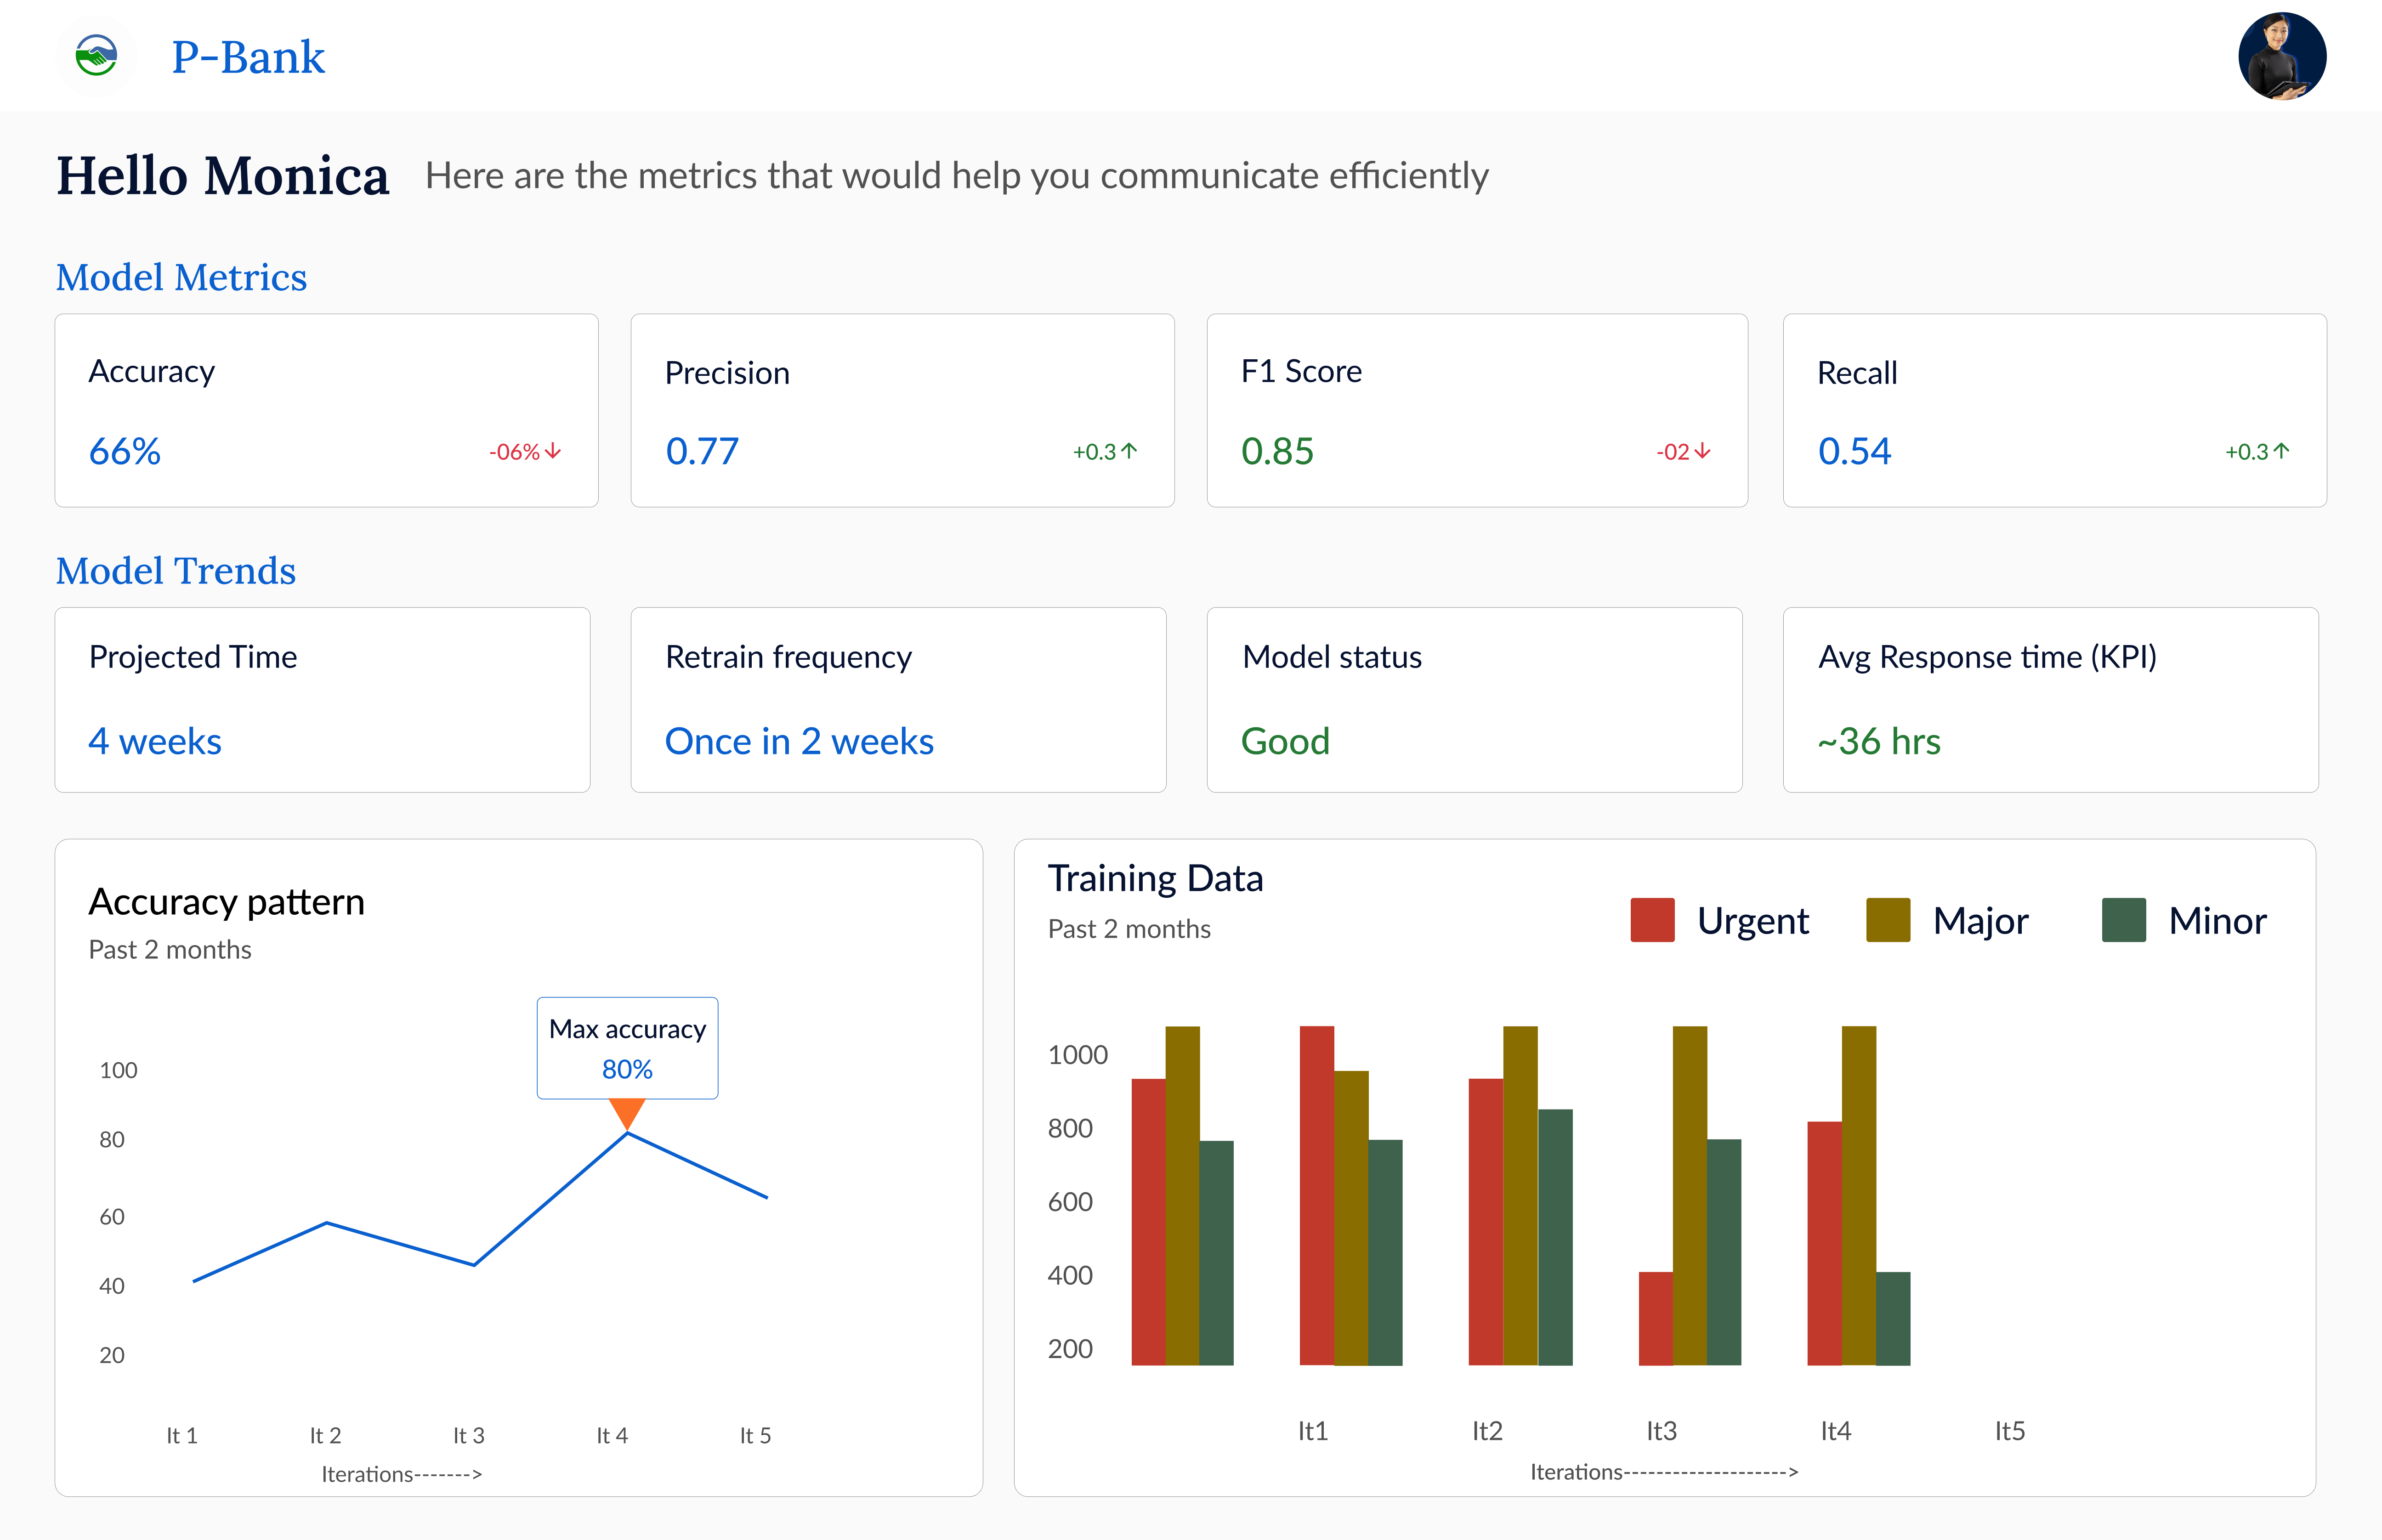 P-Bank
Hello Monica
Here are the metrics that would help you communicate efficiently
Model Metrics
Accuracy
66%
-06%↓
Precision
0.77
+0.3↑
F1 Score
0.85
-02↓
Recall
0.54
+0.3↑
Model Trends
Projected Time
4 weeks
Retrain frequency
Once in 2 weeks
Model status
Good
Avg Response time (KPI)
~36 hrs
Accuracy pattern
Past 2 months
Max accuracy
80%
100
80
60
40
20
It 1
It 2
It 3
It 4
It 5
Iterations------->
Training Data
Past 2 months
Urgent
Major
Minor
1000
800
600
400
200
It1
It2
It3
It4
It5
Iterations-------------------->